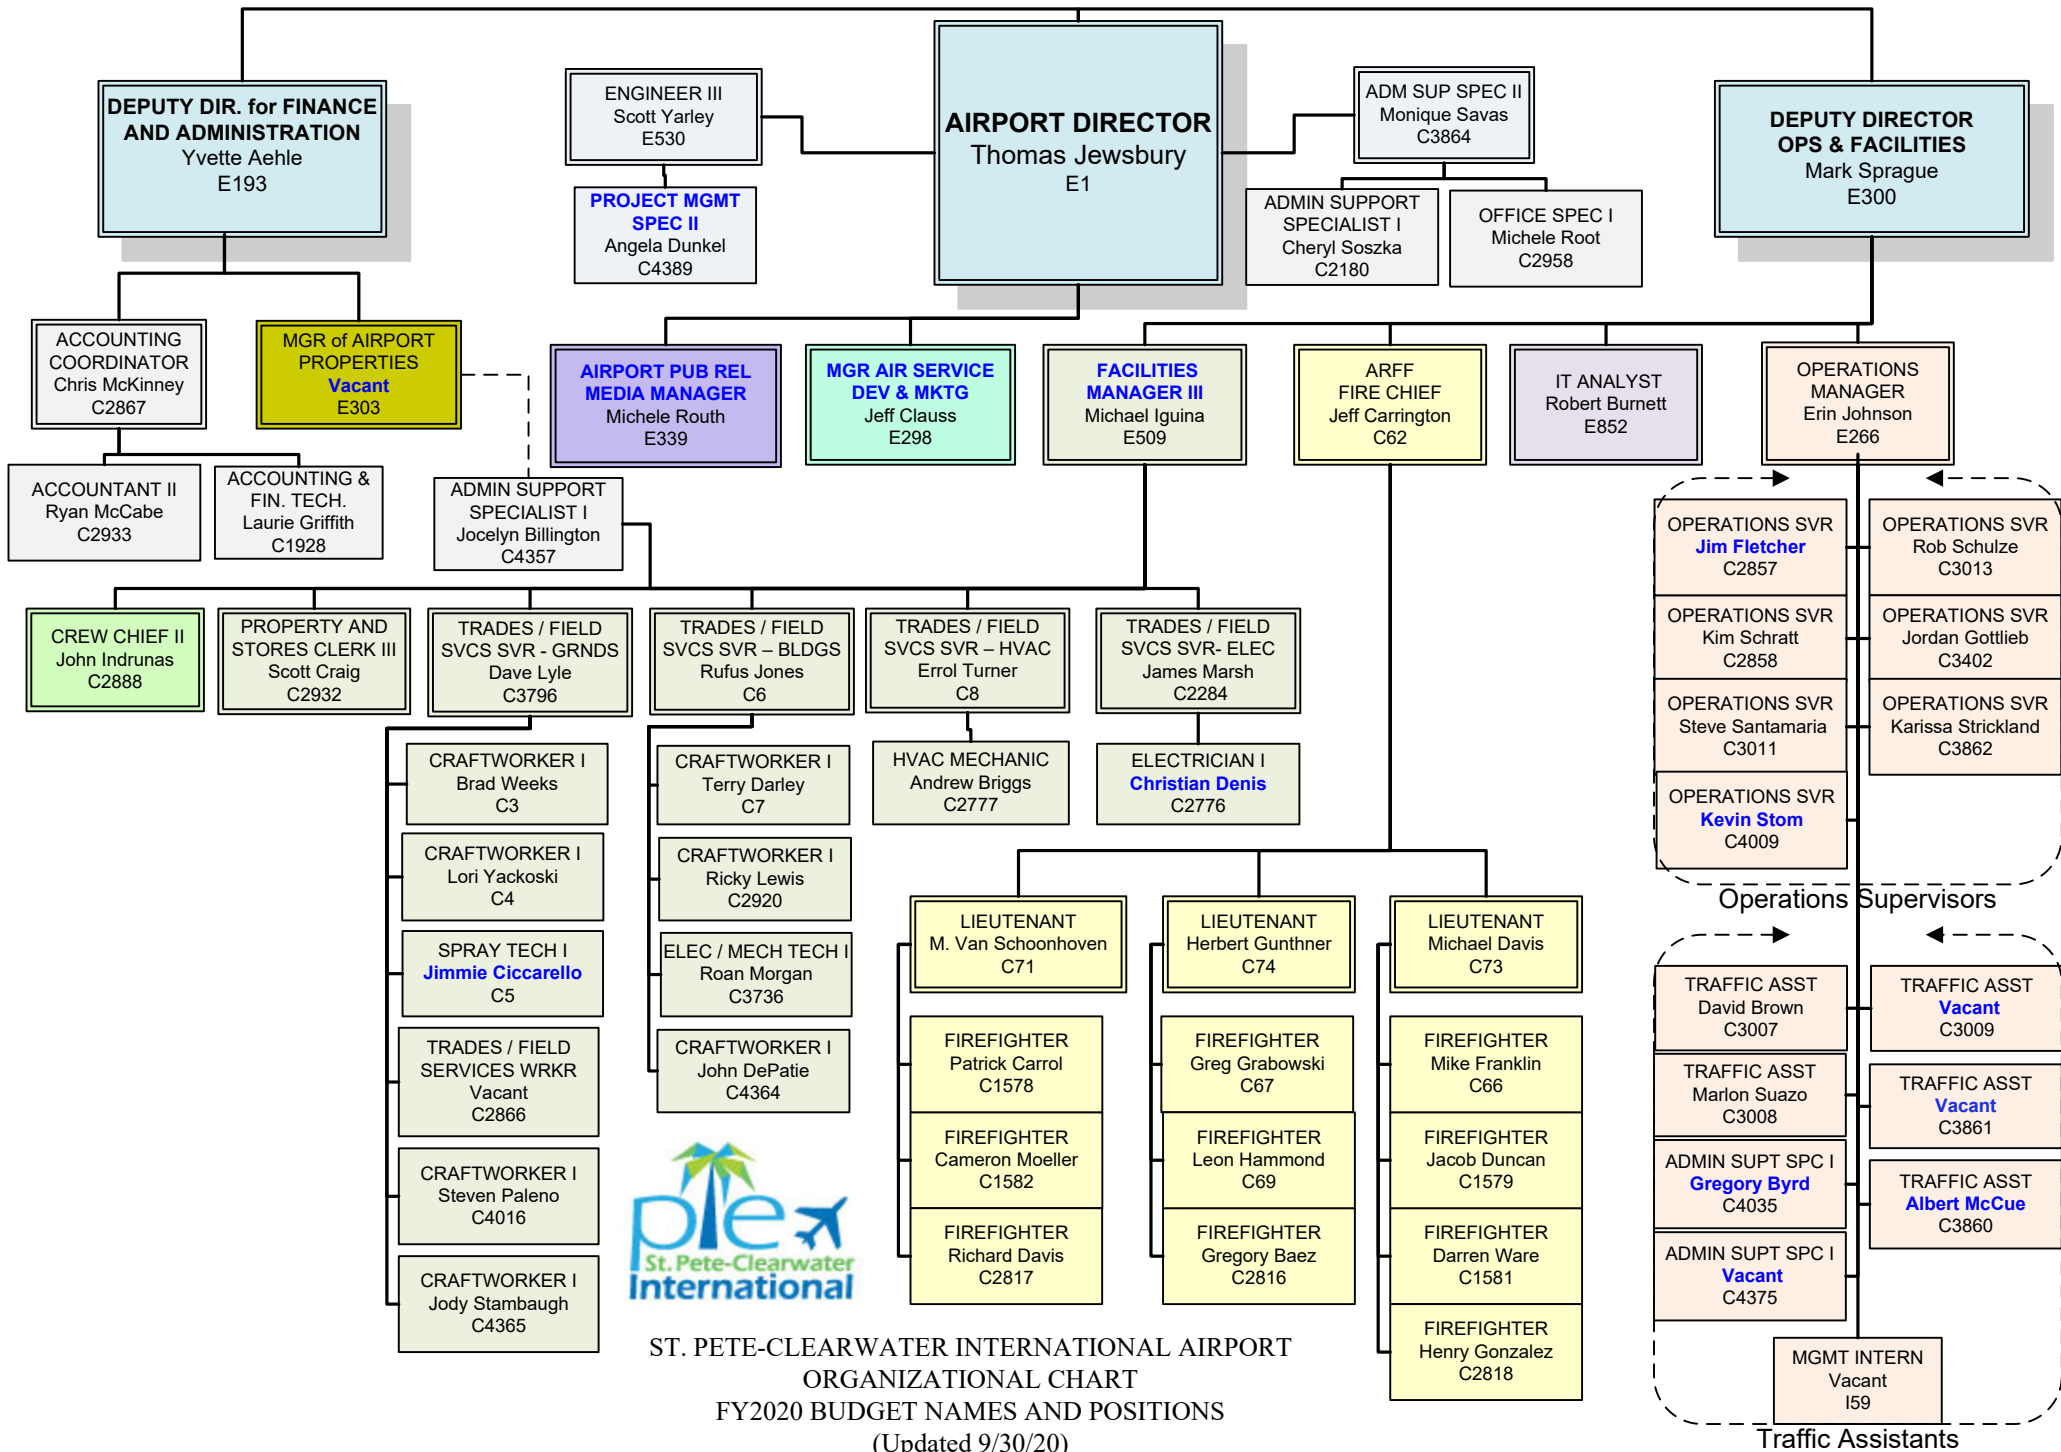 DEPUTY DIR. for FINANCE
AND ADMINISTRATION
Yvette Aehle
E193
ENGINEER III
Scott Yarley
E530
PROJECT MGMT
SPEC II
Angela Dunkel
C4389
AIRPORT DIRECTOR
Thomas Jewsbury
E1
ADM SUP SPEC II
Monique Savas
C3864
ADMIN SUPPORT
SPECIALIST I
Cheryl Soszka
C2180
OFFICE SPEC I
Michele Root
C2958
DEPUTY DIRECTOR
OPS & FACILITIES
Mark Sprague
E300
ACCOUNTING
COORDINATOR
Chris McKinney
C2867
MGR of AIRPORT
PROPERTIES
Vacant
E303
AIRPORT PUB REL
MEDIA MANAGER
Michele Routh
E339
MGR AIR SERVICE
DEV & MKTG
Jeff Clauss
E298
FACILITIES
MANAGER III
Michael Iguina
E509
ARFF
FIRE CHIEF
Jeff Carrington
C62
IT ANALYST
Robert Burnett
E852
OPERATIONS
MANAGER
Erin Johnson
E266
ACCOUNTANT II
Ryan McCabe
C2933
ACCOUNTING &
FIN. TECH.
Laurie Griffith
C1928
ADMIN SUPPORT
SPECIALIST I
Jocelyn Billington
C4357
CREW CHIEF II
John Indrunas
C2888
PROPERTY AND
STORES CLERK III
Scott Craig
C2932
TRADES / FIELD
SVCS SVR - GRNDS
Dave Lyle
C3796
TRADES / FIELD
SVCS SVR – BLDGS
Rufus Jones
C6
TRADES / FIELD
SVCS SVR – HVAC
Errol Turner
C8
TRADES / FIELD
SVCS SVR- ELEC
James Marsh
C2284
CRAFTWORKER I
Brad Weeks
C3
CRAFTWORKER I
Lori Yackoski
C4
SPRAY TECH I
Jimmie Ciccarello
C5
TRADES / FIELD
SERVICES WRKR
Vacant
C2866
CRAFTWORKER I
Steven Paleno
C4016
CRAFTWORKER I
Jody Stambaugh
C4365
CRAFTWORKER I
Terry Darley
C7
CRAFTWORKER I
Ricky Lewis
C2920
ELEC / MECH TECH I
Roan Morgan
C3736
CRAFTWORKER I
John DePatie
C4364
HVAC MECHANIC
Andrew Briggs
C2777
ELECTRICIAN I
Christian Denis
C2776
LIEUTENANT
M. Van Schoonhoven
C71
FIREFIGHTER
Patrick Carrol
C1578
FIREFIGHTER
Cameron Moeller
C1582
FIREFIGHTER
Richard Davis
C2817
LIEUTENANT
Herbert Gunthner
C74
FIREFIGHTER
Greg Grabowski
C67
FIREFIGHTER
Leon Hammond
C69
FIREFIGHTER
Gregory Baez
C2816
LIEUTENANT
Michael Davis
C73
FIREFIGHTER
Mike Franklin
C66
FIREFIGHTER
Jacob Duncan
C1579
FIREFIGHTER
Darren Ware
C1581
FIREFIGHTER
Henry Gonzalez
C2818
OPERATIONS SVR
Jim Fletcher
C2857
OPERATIONS SVR
Rob Schulze
C3013
OPERATIONS SVR
Kim Schratt
C2858
OPERATIONS SVR
Jordan Gottlieb
C3402
OPERATIONS SVR
Steve Santamaria
C3011
OPERATIONS SVR
Karissa Strickland
C3862
OPERATIONS SVR
Kevin Stom
C4009
Operations Supervisors
TRAFFIC ASST
David Brown
C3007
TRAFFIC ASST
Vacant
C3009
TRAFFIC ASST
Marlon Suazo
C3008
TRAFFIC ASST
Vacant
C3861
ADMIN SUPT SPC I
Gregory Byrd
C4035
TRAFFIC ASST
Albert McCue
C3860
ADMIN SUPT SPC I
Vacant
C4375
MGMT INTERN
Vacant
I59
Traffic Assistants
pie
St. Pete-Clearwater
International
ST. PETE-CLEARWATER INTERNATIONAL AIRPORT
ORGANIZATIONAL CHART
FY2020 BUDGET NAMES AND POSITIONS
(Updated 9/30/20)